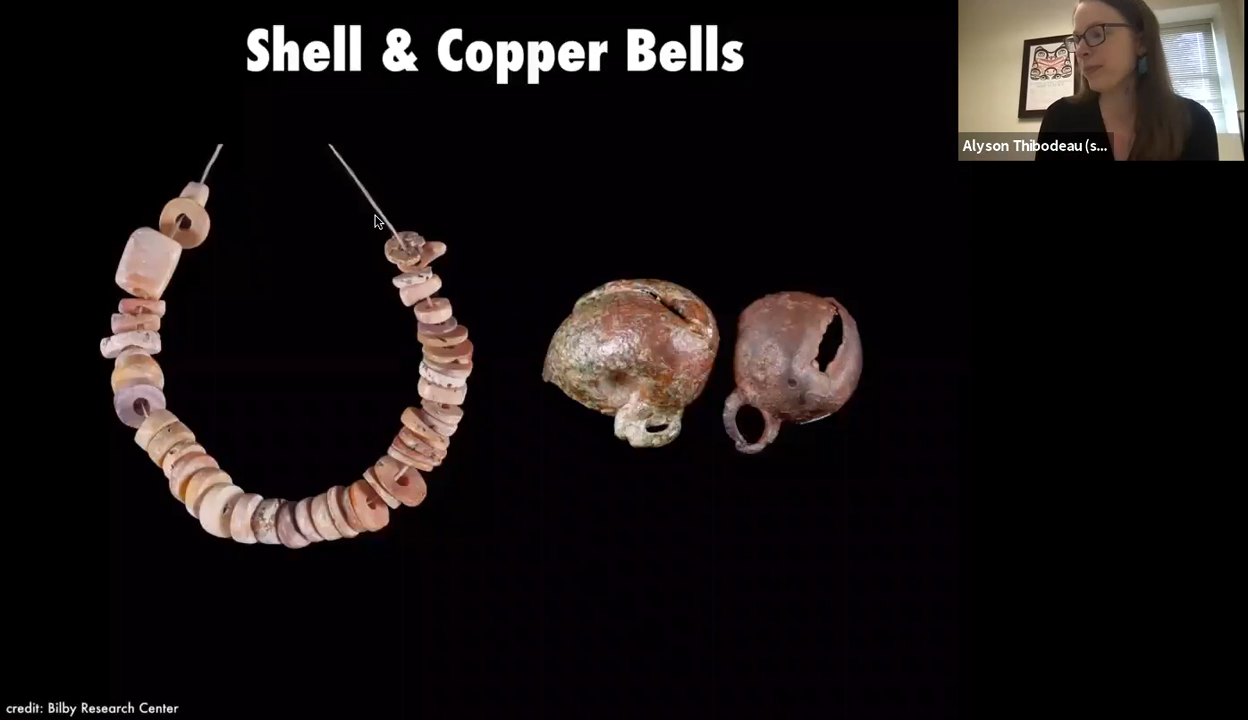 Shell & Copper Bells
Alyson Thibodeau (s...
credit: Bilby Research Center